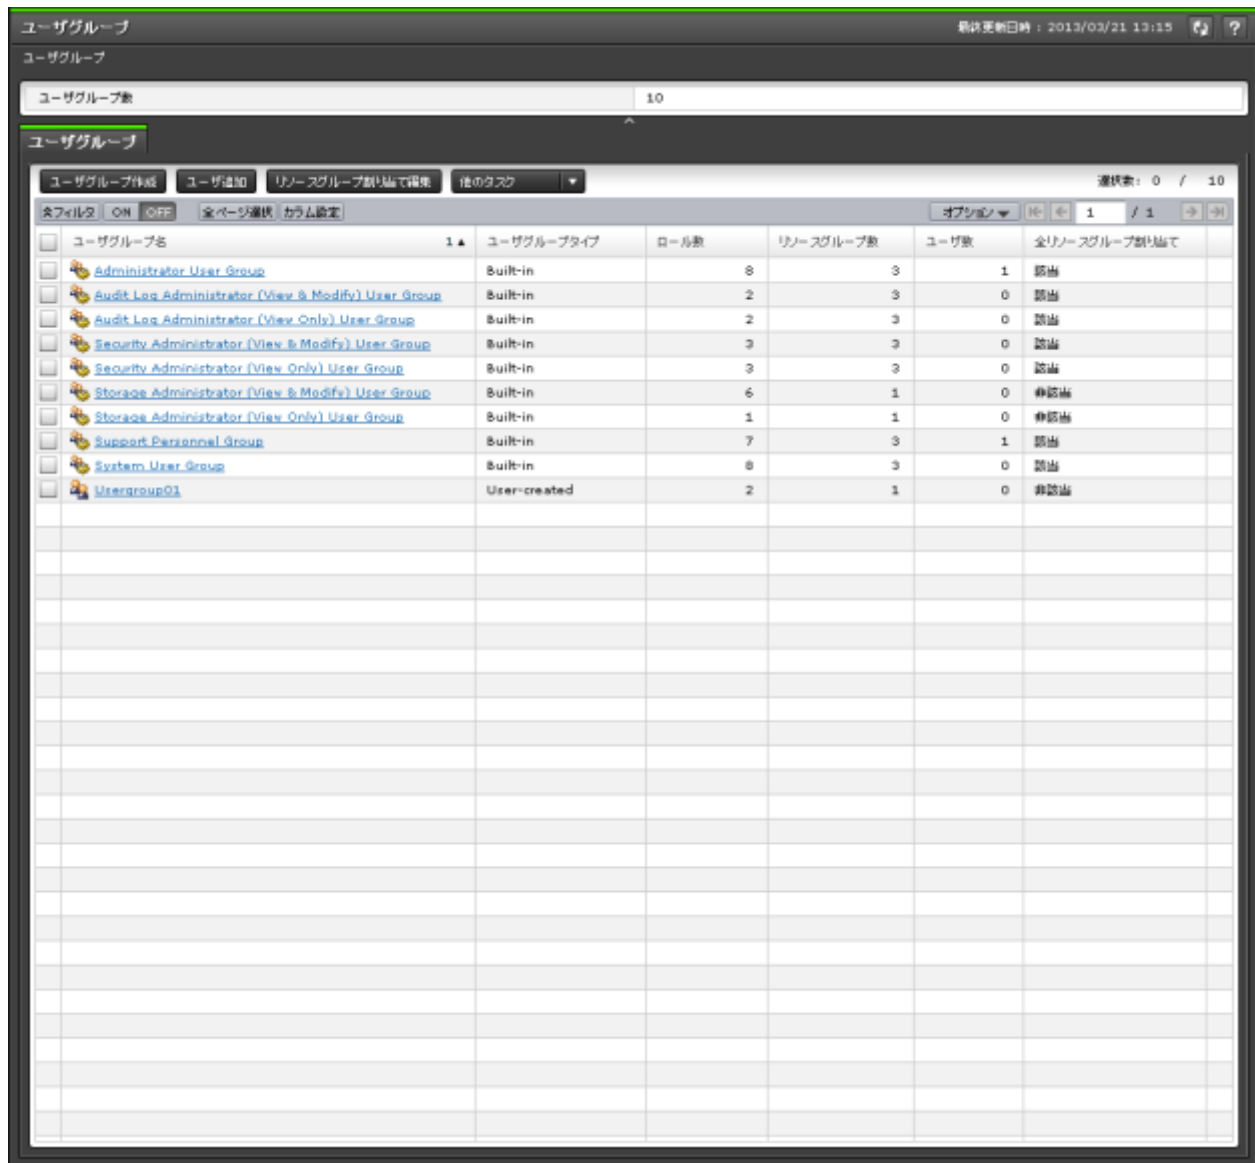 ユーザグループ 最終更新日時 : 2013/03/21 13:15 ?
ユーザグループ
ユーザグループ数 10
ユーザグループ
ユーザグループ作成 ユーザ追加 リソースグループ割り当て編集 他のタスク 選択数: 0 / 10
全フィルタ ON OFF 全ページ選択 カラム設定 オプション 1 / 1
ユーザグループ名 1 ユーザグループタイプ ロール数 リソースグループ数 ユーザ数 全リソースグループ割り当て
Administrator User Group Built-in 8 3 1 該当
Audit Log Administrator (View & Modify) User Group Built-in 2 3 0 該当
Audit Log Administrator (View Only) User Group Built-in 2 3 0 該当
Security Administrator (View & Modify) User Group Built-in 3 3 0 該当
Security Administrator (View Only) User Group Built-in 3 3 0 該当
Storage Administrator (View & Modify) User Group Built-in 6 1 0 非該当
Storage Administrator (View Only) User Group Built-in 1 1 0 非該当
Support Personnel Group Built-in 7 3 1 該当
System User Group Built-in 8 3 0 該当
Usergroup01 User-created 2 1 0 非該当